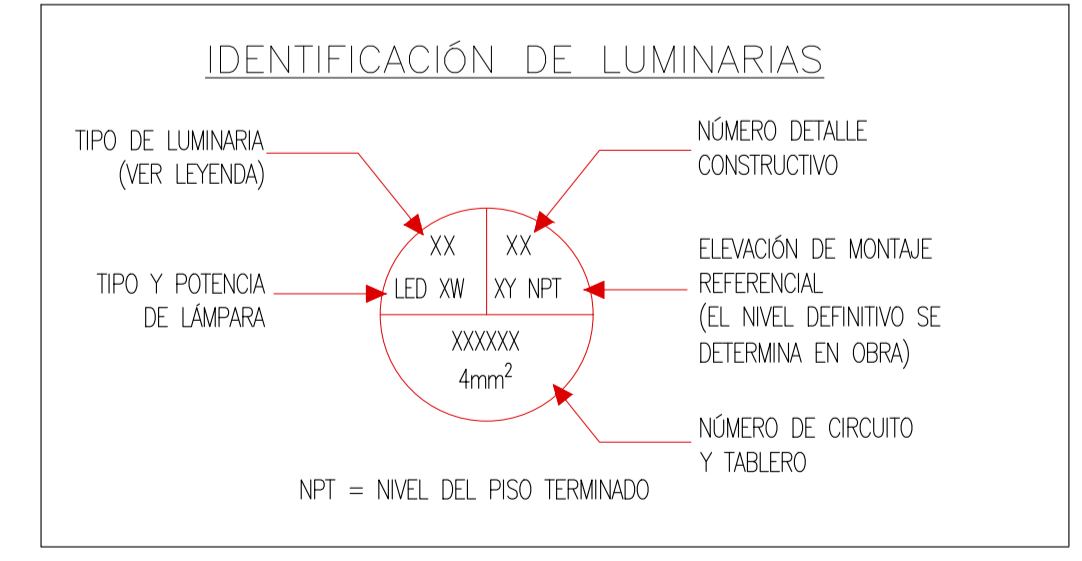 IDENTIFICACIÓN DE LUMINARIAS
TIPO DE LUMINARIA
(VER LEYENDA)
NÚMERO DETALLE
CONSTRUCTIVO
TIPO Y POTENCIA
DE LÁMPARA
XX
LED XW
XX
XY NPT
XXXXXX
4mm²
ELEVACIÓN DE MONTAJE
REFERENCIAL
(EL NIVEL DEFINITIVO SE
DETERMINA EN OBRA)
NÚMERO DE CIRCUITO
Y TABLERO
NPT = NIVEL DEL PISO TERMINADO